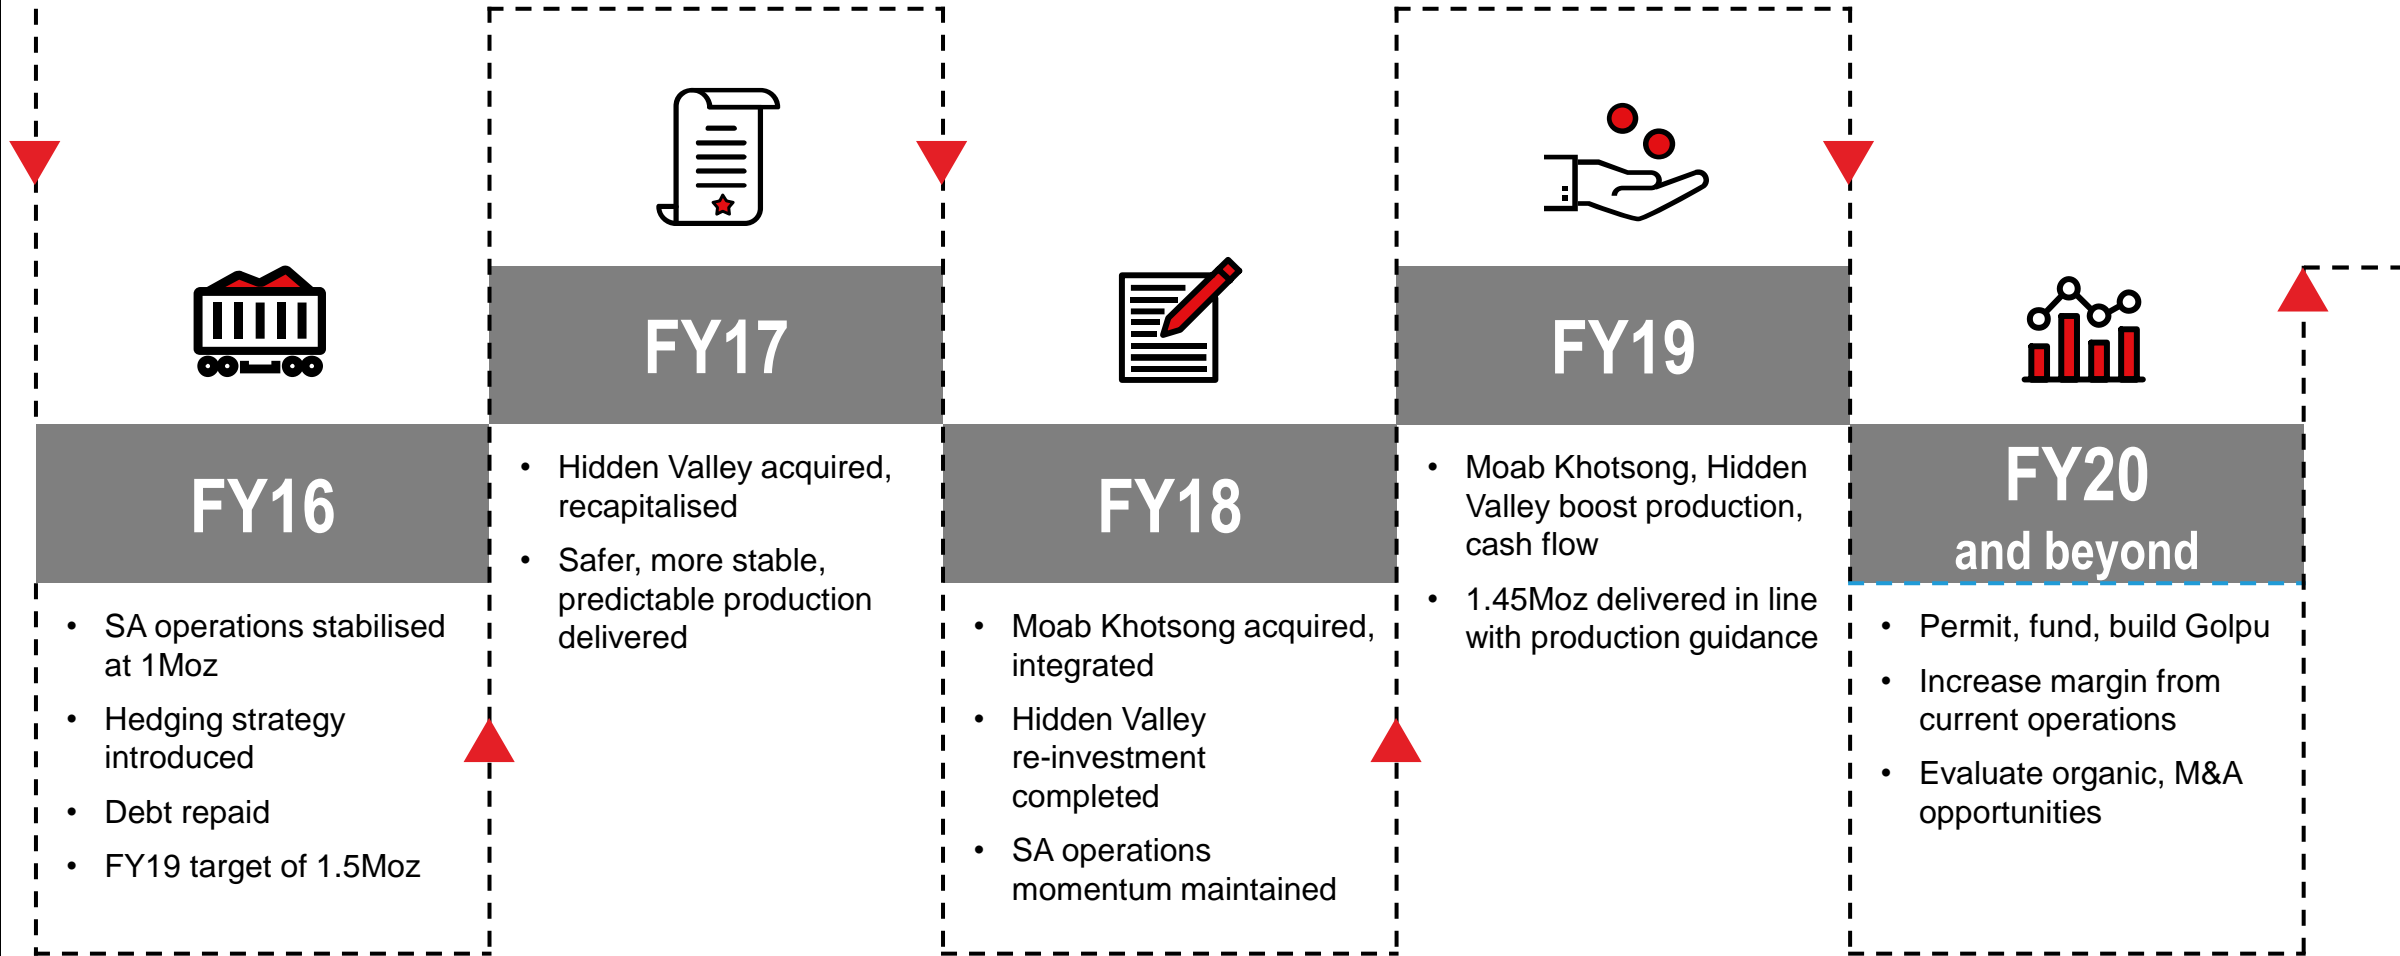 FY16
• SA operations stabilised
at 1Moz
• Hedging strategy
introduced
• Debt repaid
• FY19 target of 1.5Moz
FY17
• Hidden Valley acquired,
recapitalised
• Safer, more stable,
predictable production
delivered
FY18
• Moab Khotsong acquired,
integrated
• Hidden Valley
re-investment
completed
• SA operations
momentum maintained
FY19
• Moab Khotsong, Hidden
Valley boost production,
cash flow
• 1.45Moz delivered in line
with production guidance
FY20
and beyond
• Permit, fund, build Golpu
• Increase margin from
current operations
• Evaluate organic, M&A
opportunities